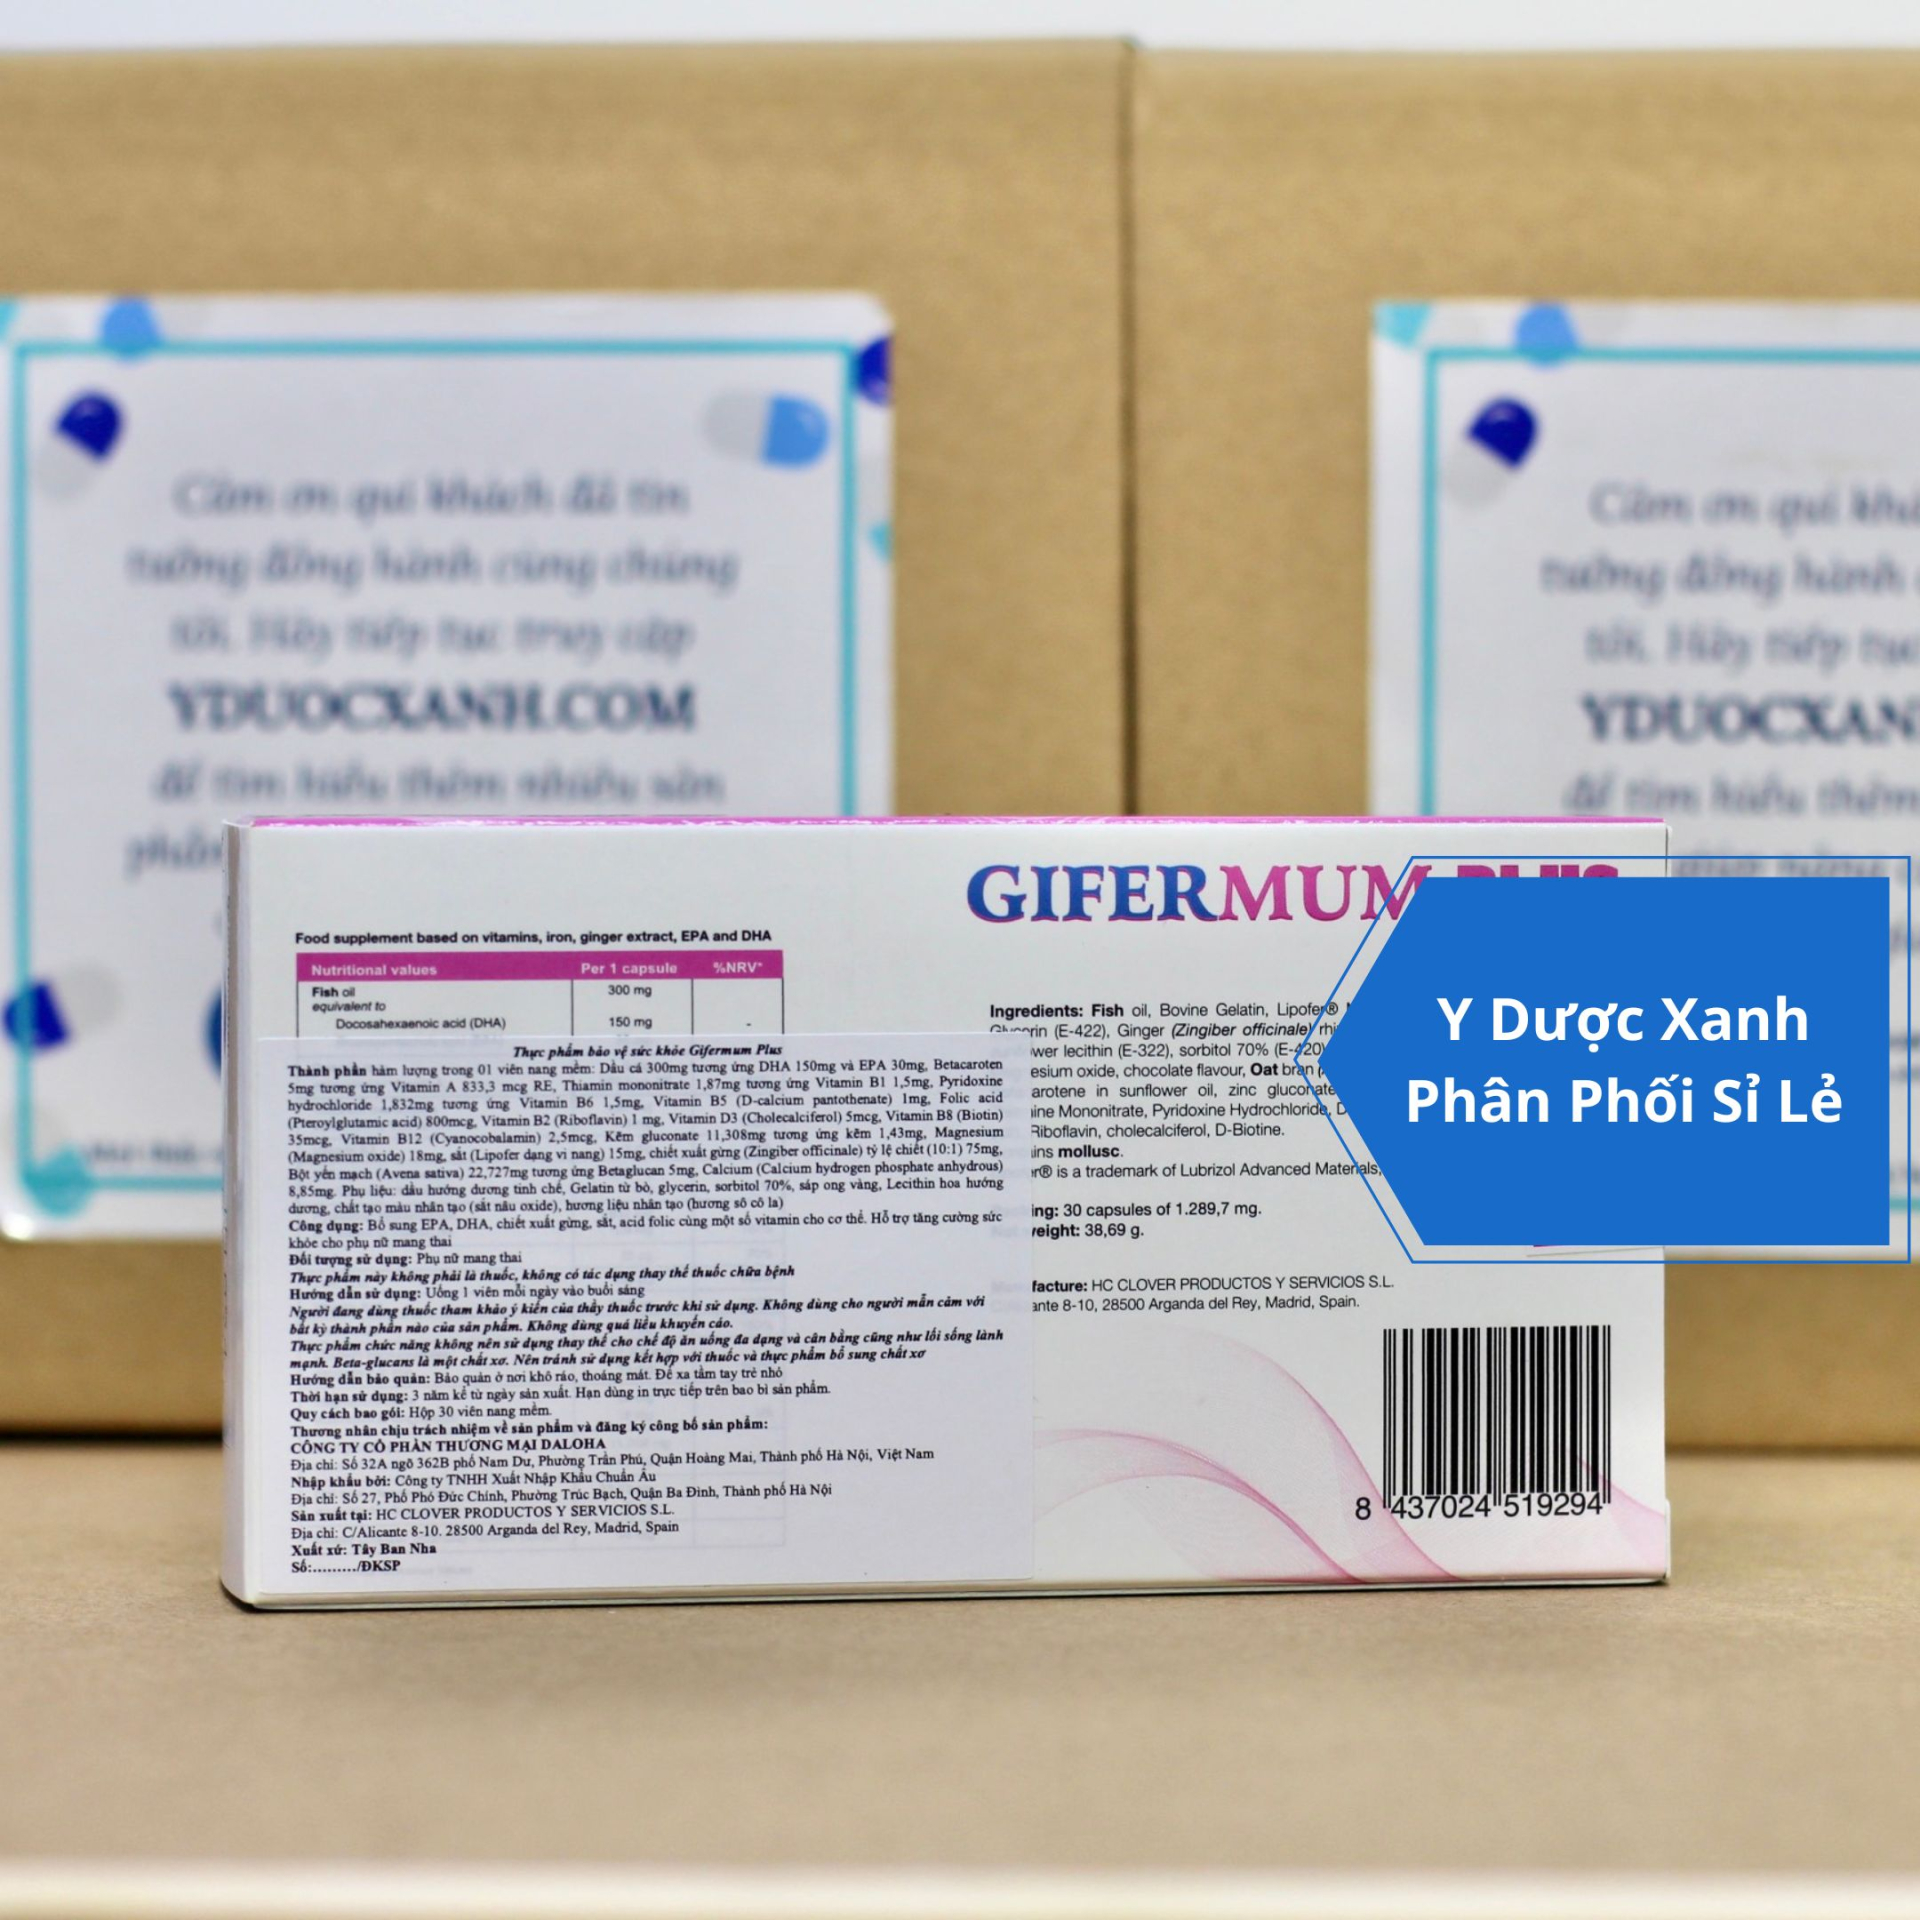 Cảm ơn quí khách đã tin
tưởng đồng hành cùng chúng
tôi. Hãy tiếp tục truy cập
YDUOCXANH.COM
để tìm hiểu thêm nhiều sản
phẩm
Cảm ơn quí
tưởng đồng hành
tôi. Hãy tiếp
YDUOCXAN
để tìm hiểu thêm
GIFERMUM PLUS
Food supplement based on vitamins, iron, ginger extract, EPA and DHA
Nutritional values Per 1 capsule %NRV*
Fish oil 300 mg
equivalent to
Docosahexaenoic acid (DHA) 150 mg -
Thực phẩm bảo vệ sức khỏe Gifermum Plus
Thành phần hàm lượng trong 01 viên nang mềm: Dầu cá 300mg tương ứng DHA 150mg và EPA 30mg, Betacaroten
5mg tương ứng Vitamin A 833,3 mcg RE, Thiamin mononitrate 1,87mg tương ứng Vitamin B1 1,5mg, Pyridoxine
hydrochloride 1,832mg tương ứng Vitamin B6 1,5mg, Vitamin B5 (D-calcium pantothenate) 1mg, Folic acid
(Pteroylglutamic acid) 800mcg, Vitamin B2 (Riboflavin) 1 mg, Vitamin D3 (Cholecalciferol) 5mcg, Vitamin B8 (Biotin)
35mcg, Vitamin B12 (Cyanocobalamin) 2,5mcg, Kẽm gluconate 11,308mg tương ứng kẽm 1,43mg, Magnesium
(Magnesium oxide) 18mg, sắt (Lipofer dạng vi nang) 15mg, chiết xuất gừng (Zingiber officinale) tỷ lệ chiết (10:1) 75mg,
Bột yến mạch (Avena sativa) 22,727mg tương ứng Betaglucan 5mg, Calcium (Calcium hydrogen phosphate anhydrous)
8,85mg. Phụ liệu: dầu hướng dương tinh chế, Gelatin từ bò, glycerin, sorbitol 70%, sáp ong vàng, Lecithin hoa hướng
dương, chất tạo màu nhân tạo (sắt nâu oxide), hương liệu nhân tạo (hương sô cô la)
Công dụng: Bổ sung EPA, DHA, chiết xuất gừng, sắt, acid folic cùng một số vitamin cho cơ thể. Hỗ trợ tăng cường sức
khỏe cho phụ nữ mang thai
Đối tượng sử dụng: Phụ nữ mang thai
Thực phẩm này không phải là thuốc, không có tác dụng thay thế thuốc chữa bệnh
Hướng dẫn sử dụng: Uống 1 viên mỗi ngày vào buổi sáng
Người đang dùng thuốc tham khảo ý kiến của thầy thuốc trước khi sử dụng. Không dùng cho người mẫn cảm với
bất kỳ thành phần nào của sản phẩm. Không dùng quá liều khuyến cáo.
Thực phẩm chức năng không nên sử dụng thay thế cho chế độ ăn uống đa dạng và cân bằng cũng như lối sống lành
mạnh. Beta-glucans là một chất xơ. Nên tránh sử dụng kết hợp với thuốc và thực phẩm bổ sung chất xơ
Hướng dẫn bảo quản: Bảo quản ở nơi khô ráo, thoáng mát. Để xa tầm tay trẻ nhỏ
Thời hạn sử dụng: 3 năm kể từ ngày sản xuất. Hạn dùng in trực tiếp trên bao bì sản phẩm.
Quy cách bao gói: Hộp 30 viên nang mềm.
Thương nhân chịu trách nhiệm về sản phẩm và đăng ký công bố sản phẩm:
CÔNG TY CỔ PHẦN THƯƠNG MẠI DALOHA
Địa chỉ: Số 32A ngõ 362B phố Nam Dư, Phường Trần Phú, Quận Hoàng Mai, Thành phố Hà Nội, Việt Nam
Nhập khẩu bởi: Công ty TNHH Xuất Nhập Khẩu Chuẩn Âu
Địa chỉ: Số 27, Phố Phó Đức Chính, Phường Trúc Bạch, Quận Ba Đình, Thành phố Hà Nội
Sản xuất tại: HC CLOVER PRODUCTOS Y SERVICIOS S.L.
Địa chỉ: C/Alicante 8-10. 28500 Arganda del Rey, Madrid, Spain
Xuất xứ: Tây Ban Nha
Số:........./ĐKSP
Ingredients: Fish oil, Bovine Gelatin, Lipofer®
Glycerin (E-422), Ginger (Zingiber officinale)
wer lecithin (E-322), sorbitol 70% (E-420)
esium oxide, chocolate flavour, Oat bran
arotene in sunflower oil, zinc gluconate
ine Mononitrate, Pyridoxine Hydrochloride,
Riboflavin, cholecalciferol, D-Biotine.
ins mollusc.
r® is a trademark of Lubrizol Advanced Materials,
ing: 30 capsules of 1.289,7 mg.
eight: 38,69 g.
facture: HC CLOVER PRODUCTOS Y SERVICIOS S.L.
ante 8-10, 28500 Arganda del Rey, Madrid, Spain.
8 437024 519294
Y Dược Xanh
Phân Phối Sỉ Lẻ